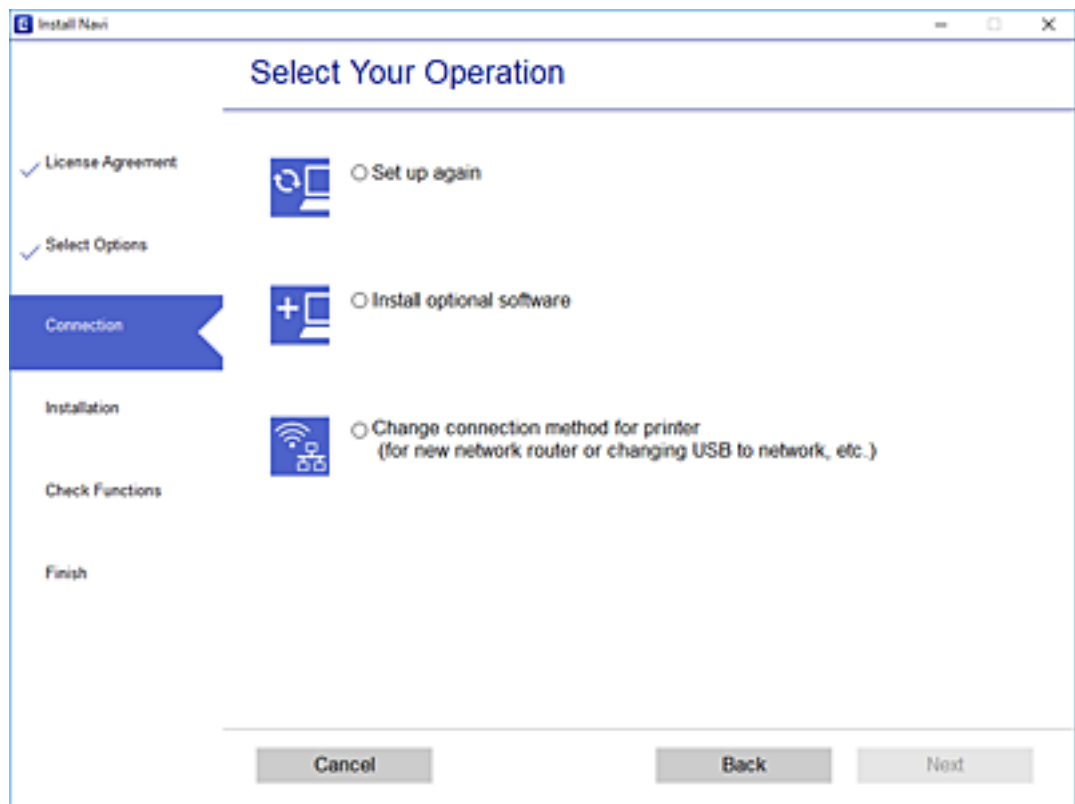 Install Navi
Select Your Operation
License Agreement
Set up again
Select Options
Install optional software
Connection
Installation
Change connection method for printer
(for new network router or changing USB to network, etc.)
Check Functions
Finish
Cancel
Back
Next